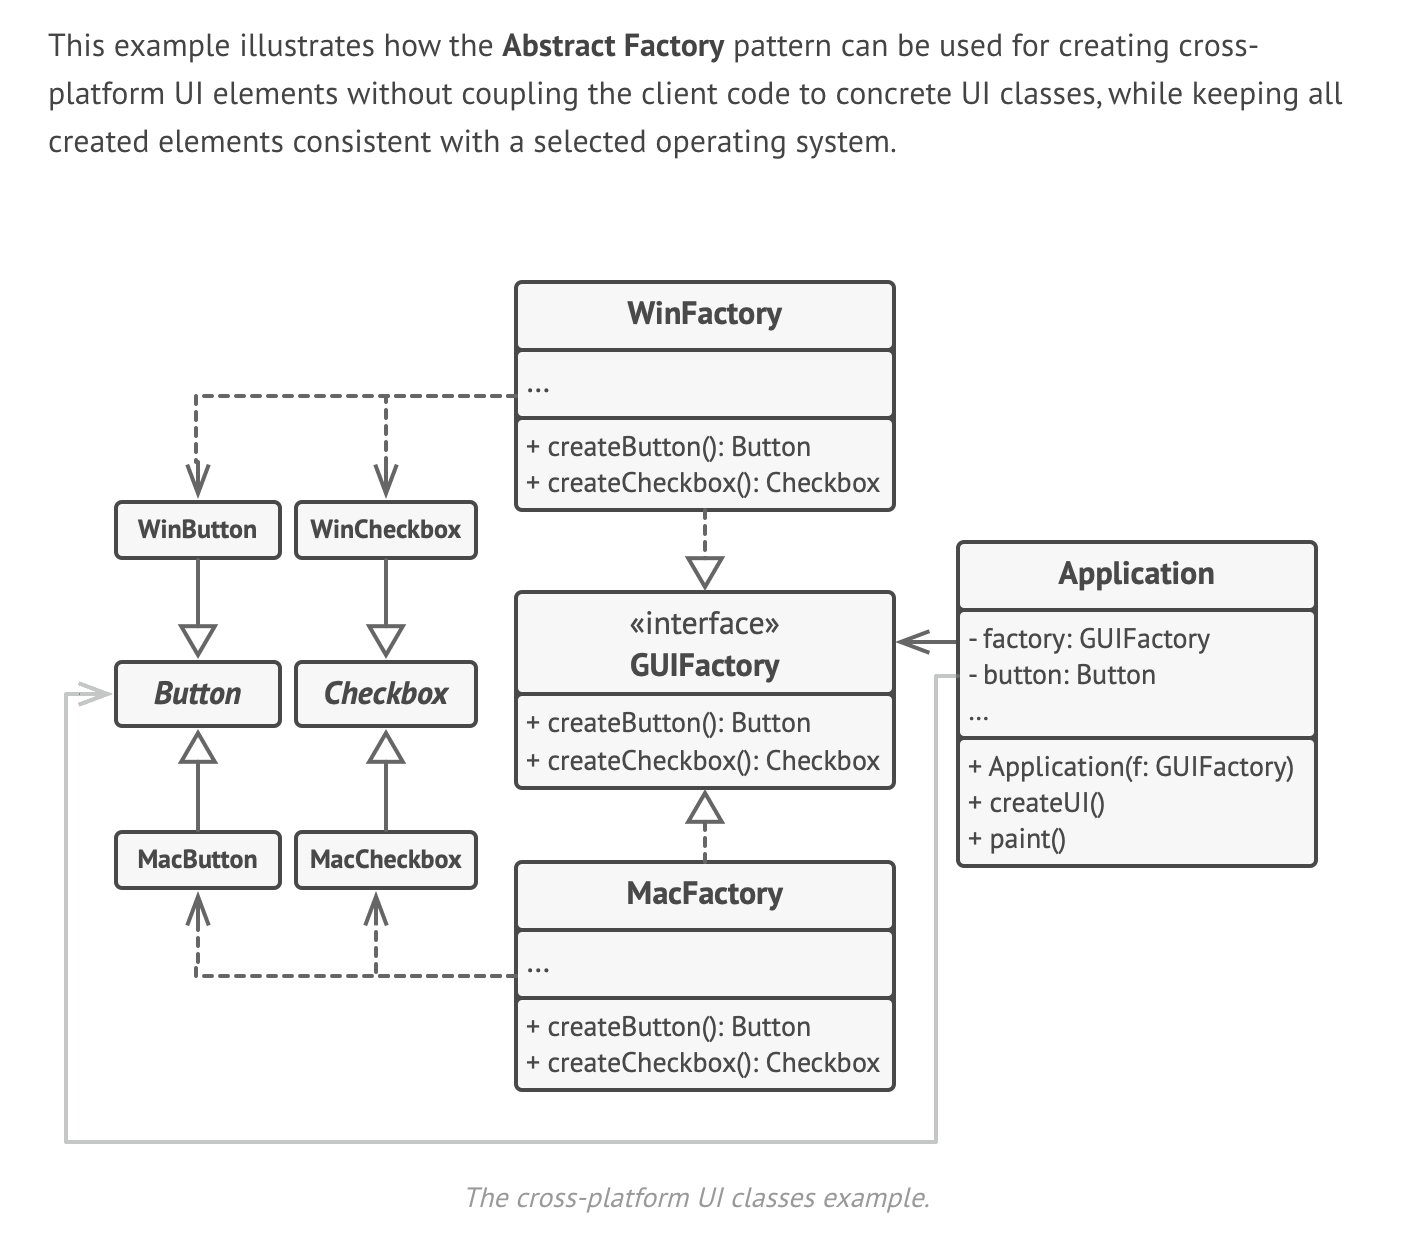 This example illustrates how the Abstract Factory pattern can be used for creating cross-
platform UI elements without coupling the client code to concrete UI classes, while keeping all
created elements consistent with a selected operating system.
WinFactory
...
+ createButton(): Button
+ createCheckbox(): Checkbox
WinButton
WinCheckbox
Button
Checkbox
MacButton
MacCheckbox
«interface»
GUIFactory
+ createButton(): Button
+ createCheckbox(): Checkbox
Application
- factory: GUIFactory
- button: Button
...
+ Application(f: GUIFactory)
+ createUI()
+ paint()
MacFactory
...
+ createButton(): Button
+ createCheckbox(): Checkbox
The cross-platform UI classes example.